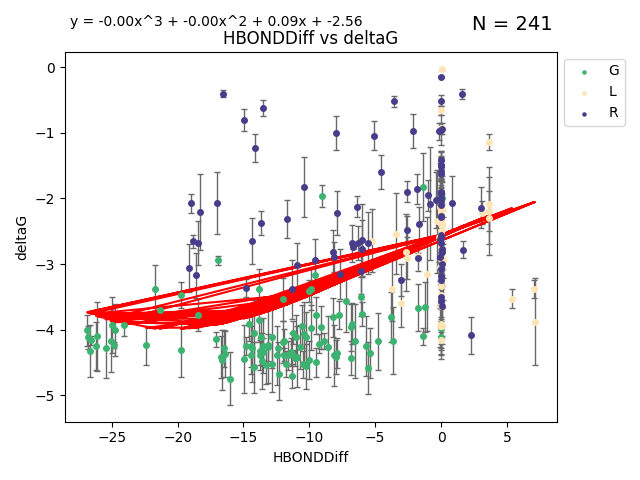 y = -0.00x^3 + -0.00x^2 + 0.09x + -2.56
N = 241
HBONDDiff vs deltaG
G
L
R
0
−1
−2
−3
−4
−5
deltaG
−25
−20
−15
−10
−5
0
5
HBONDDiff